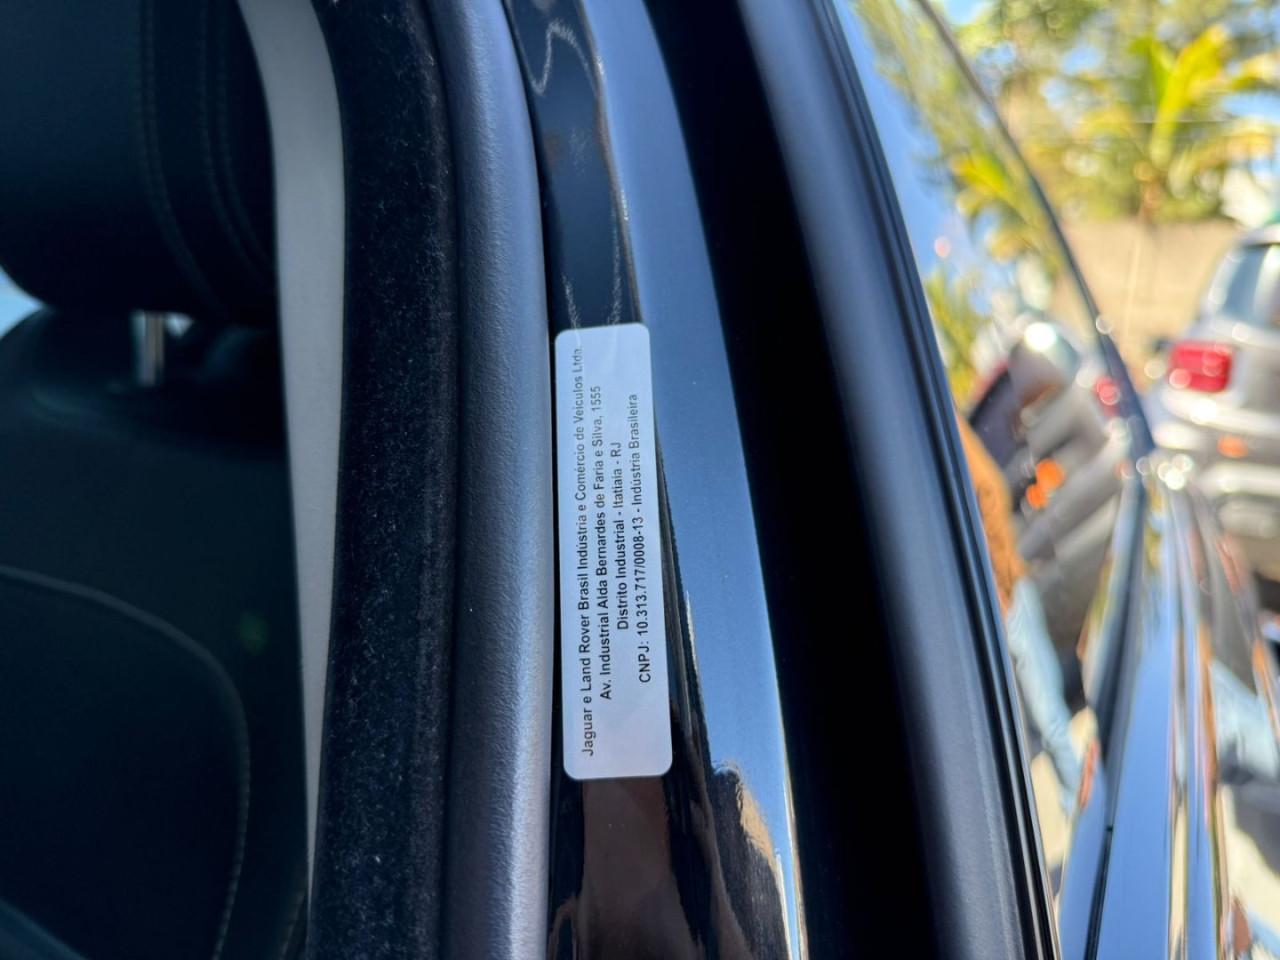 Jaguar e Land Rover Brasil Indústria e Comércio de Veículos Ltda.
Av. Industrial Alda Bernardes de Faria e Silva, 1555
Distrito Industrial - Itatiaia - RJ
CNPJ: 10.313.717/0008-13 - Indústria Brasileira